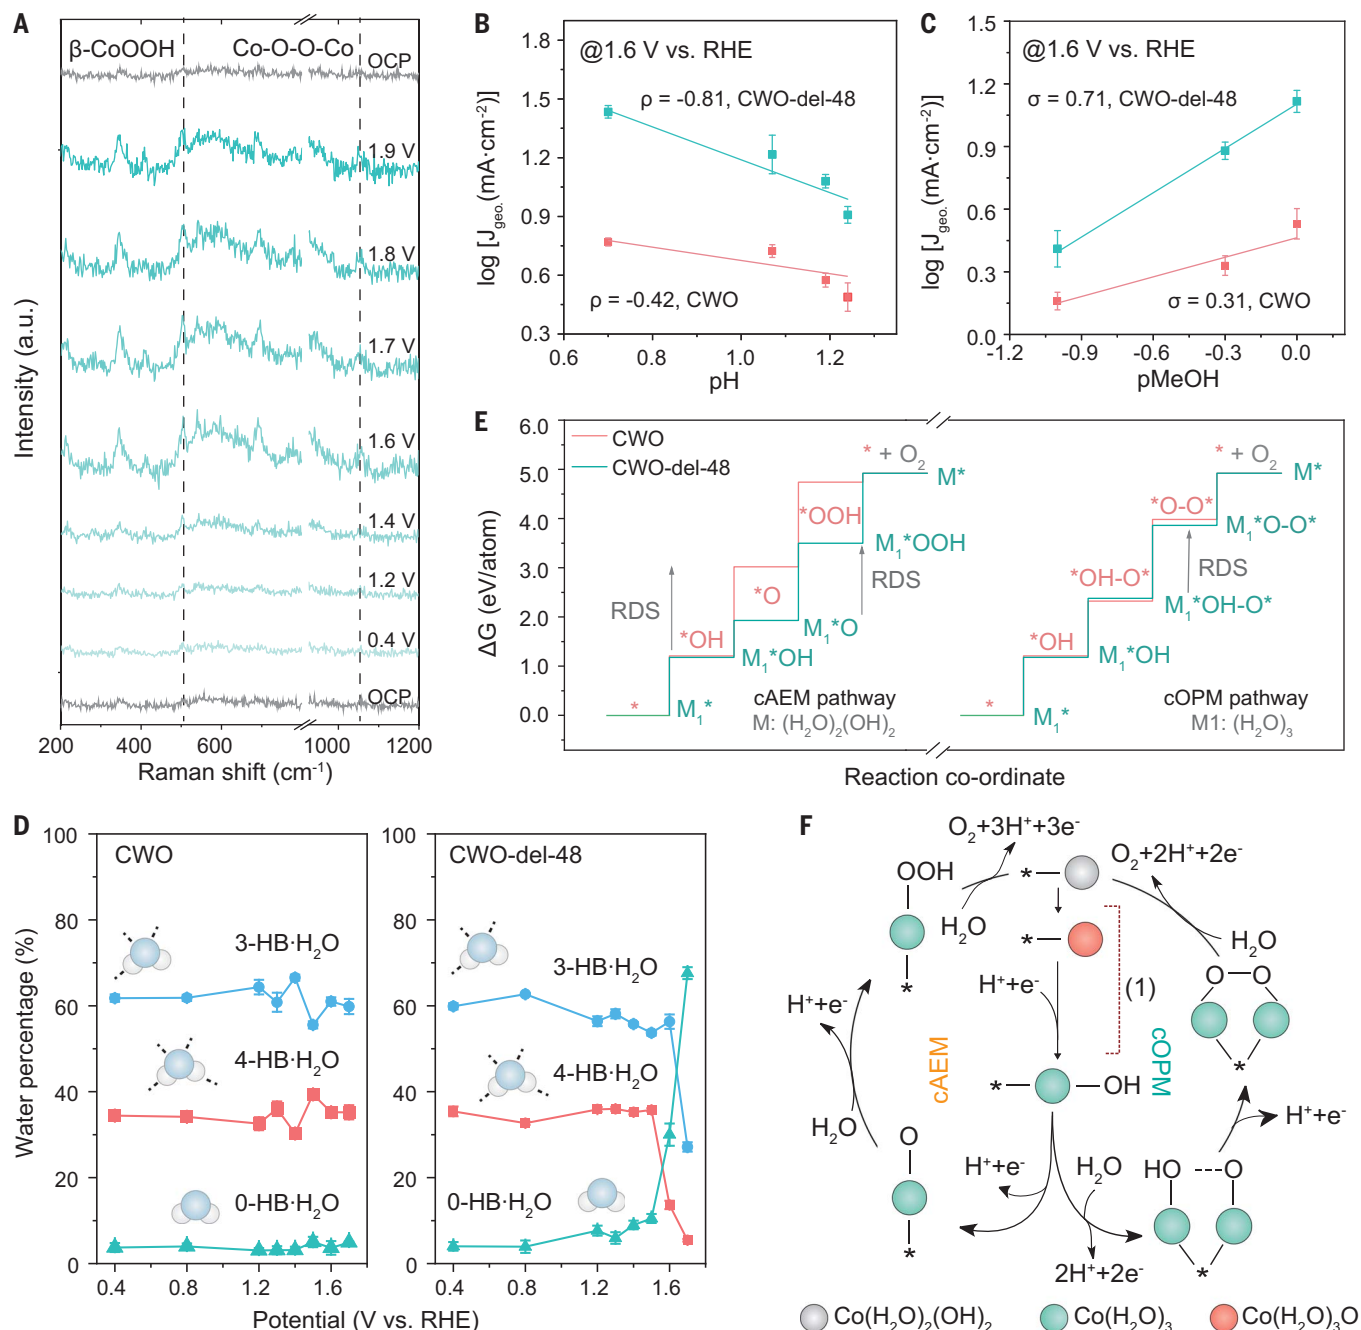 A
β-CoOOH
Co-O-O-Co
OCP
1.9 V
1.8 V
1.7 V
1.6 V
1.4 V
1.2 V
0.4 V
OCP
Intensity (a.u.)
200 400 600 1000 1200
Raman shift (cm-1)
B
@1.6 V vs. RHE
ρ = -0.81, CWO-del-48
ρ = -0.42, CWO
log [Jgeo.(mA·cm-2)]
1.8
1.5
1.2
0.9
0.6
0.3
0.6 0.8 1.0 1.2
pH
C
@1.6 V vs. RHE
σ = 0.71, CWO-del-48
σ = 0.31, CWO
log [Jgeo.(mA·cm-2)]
1.5
1.2
0.9
0.6
0.3
0.0
-1.2 -0.9 -0.6 -0.3 0.0
pMeOH
E
CWO
CWO-del-48
ΔG (eV/atom)
6.0
5.0
4.0
3.0
2.0
1.0
0.0
* + O2
M*
*OOH
M1*OOH
RDS
*O
RDS
M1*O
*OH
M1*OH
*
M1*
cAEM pathway
M: (H2O)2(OH)2
* + O2
M*
*O-O*
M1*O-O*
RDS
*OH-O*
M1*OH-O*
*OH
M1*OH
*
M1*
cOPM pathway
M1: (H2O)3
Reaction co-ordinate
D
CWO
3-HB·H2O
4-HB·H2O
0-HB·H2O
CWO-del-48
3-HB·H2O
4-HB·H2O
0-HB·H2O
Water percentage (%)
100
80
60
40
20
0
0.4 0.8 1.2 1.6
100
80
60
40
20
0
0.4 0.8 1.2 1.6
Potential (V vs. RHE)
F
O2+3H++3e-
O2+2H++2e-
OOH
*
H2O
*
H2O
*
O O
H++e-
H++e-
(1)
*
cAEM
cOPM
*
* OH
H++e-
H2O
O
H++e-
H2O
HO O
*
2H++2e-
*
Co(H2O)2(OH)2
Co(H2O)3
Co(H2O)3O